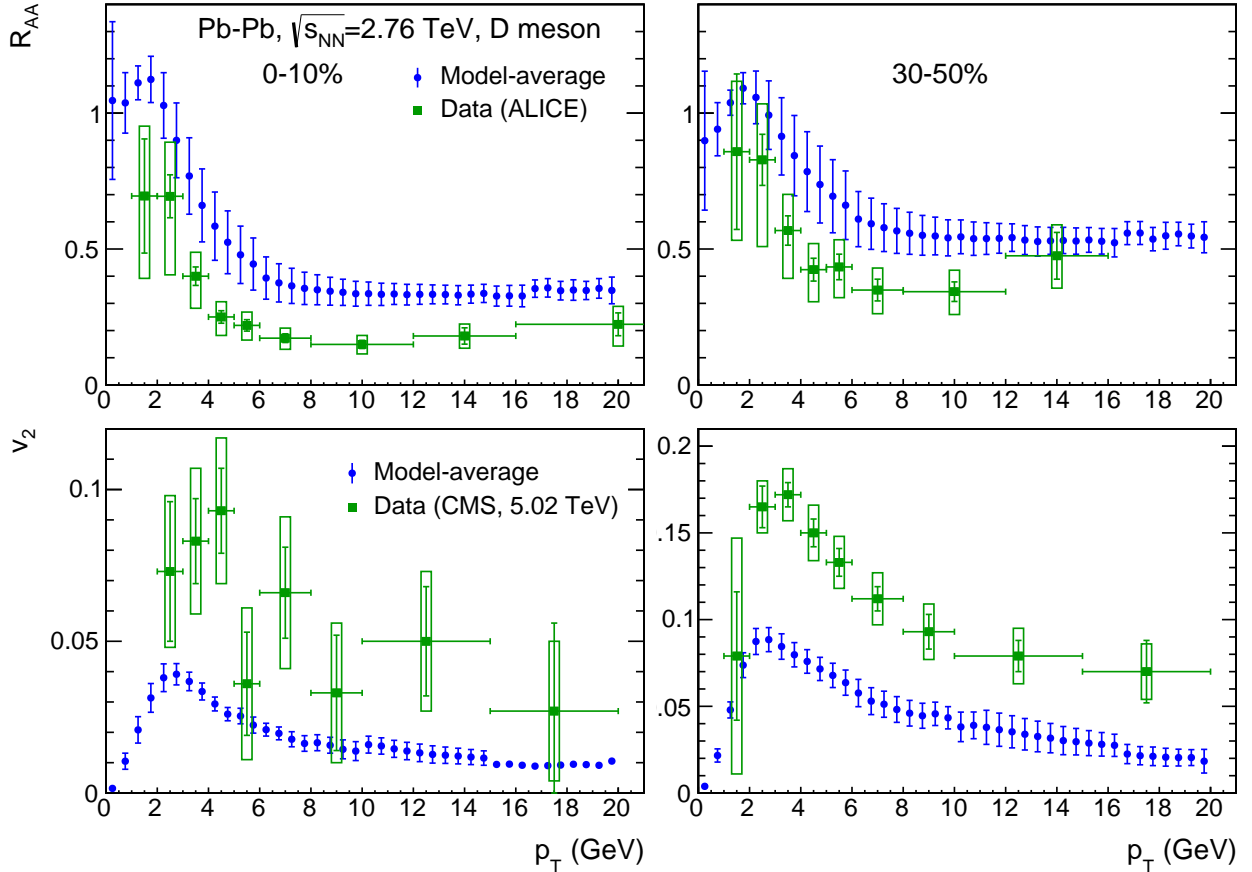 R_AA
Pb-Pb, √s_NN=2.76 TeV, D meson
0-10%
Model-average
Data (ALICE)
1
0.5
0
0 2 4 6 8 10 12 14 16 18 20
30-50%
1
0.5
0
0 2 4 6 8 10 12 14 16 18 20
v_2
Model-average
Data (CMS, 5.02 TeV)
0.1
0.05
0
0 2 4 6 8 10 12 14 16 18 20
p_T (GeV)
0.2
0.15
0.1
.05
0
0 2 4 6 8 10 12 14 16 18 20
p_T (GeV)